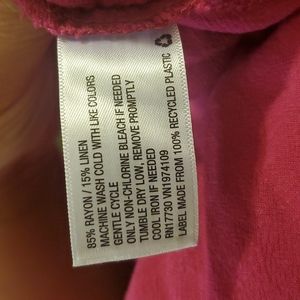 85% RAYON / 15% LINEN
MACHINE WASH COLD WITH LIKE COLORS
GENTLE CYCLE
ONLY NON-CHLORINE BLEACH IF NEEDED
TUMBLE DRY LOW, REMOVE PROMPTLY
COOL IRON IF NEEDED
RN17730 VN1974109
LABEL MADE FROM 100% RECYCLED PLASTIC